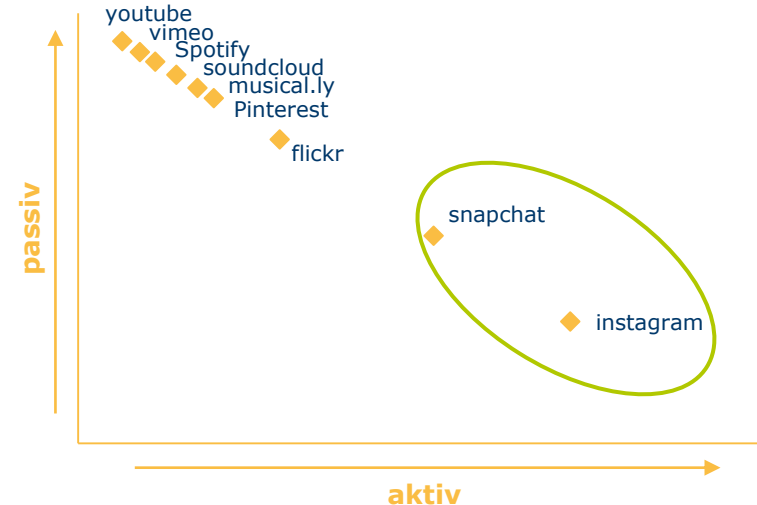 youtube
vimeo
Spotify
soundcloud
musical.ly
Pinterest
flickr
snapchat
instagram
passiv
aktiv